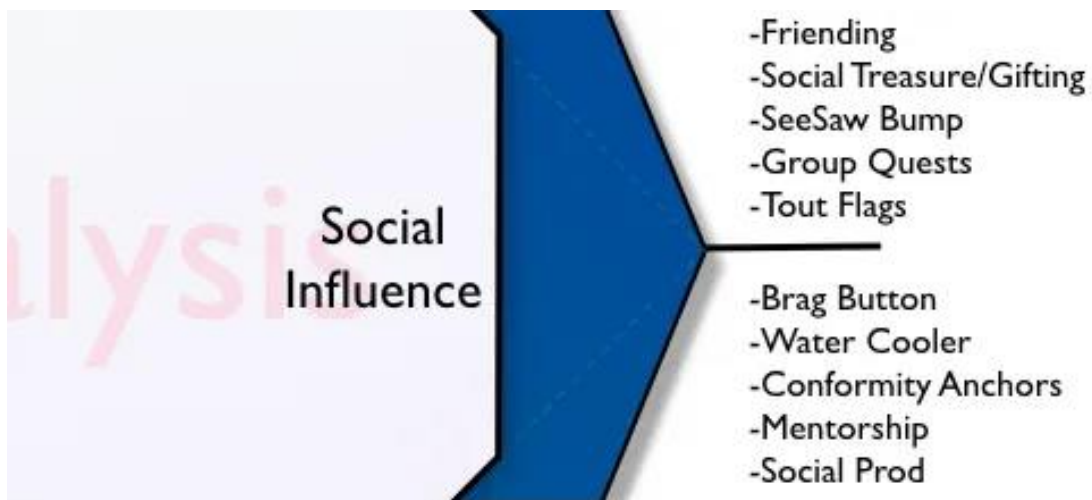 alysis
Social
Influence
-Friending
-Social Treasure/Gifting
-SeeSaw Bump
-Group Quests
-Tout Flags
-Brag Button
-Water Cooler
-Conformity Anchors
-Mentorship
-Social Prod